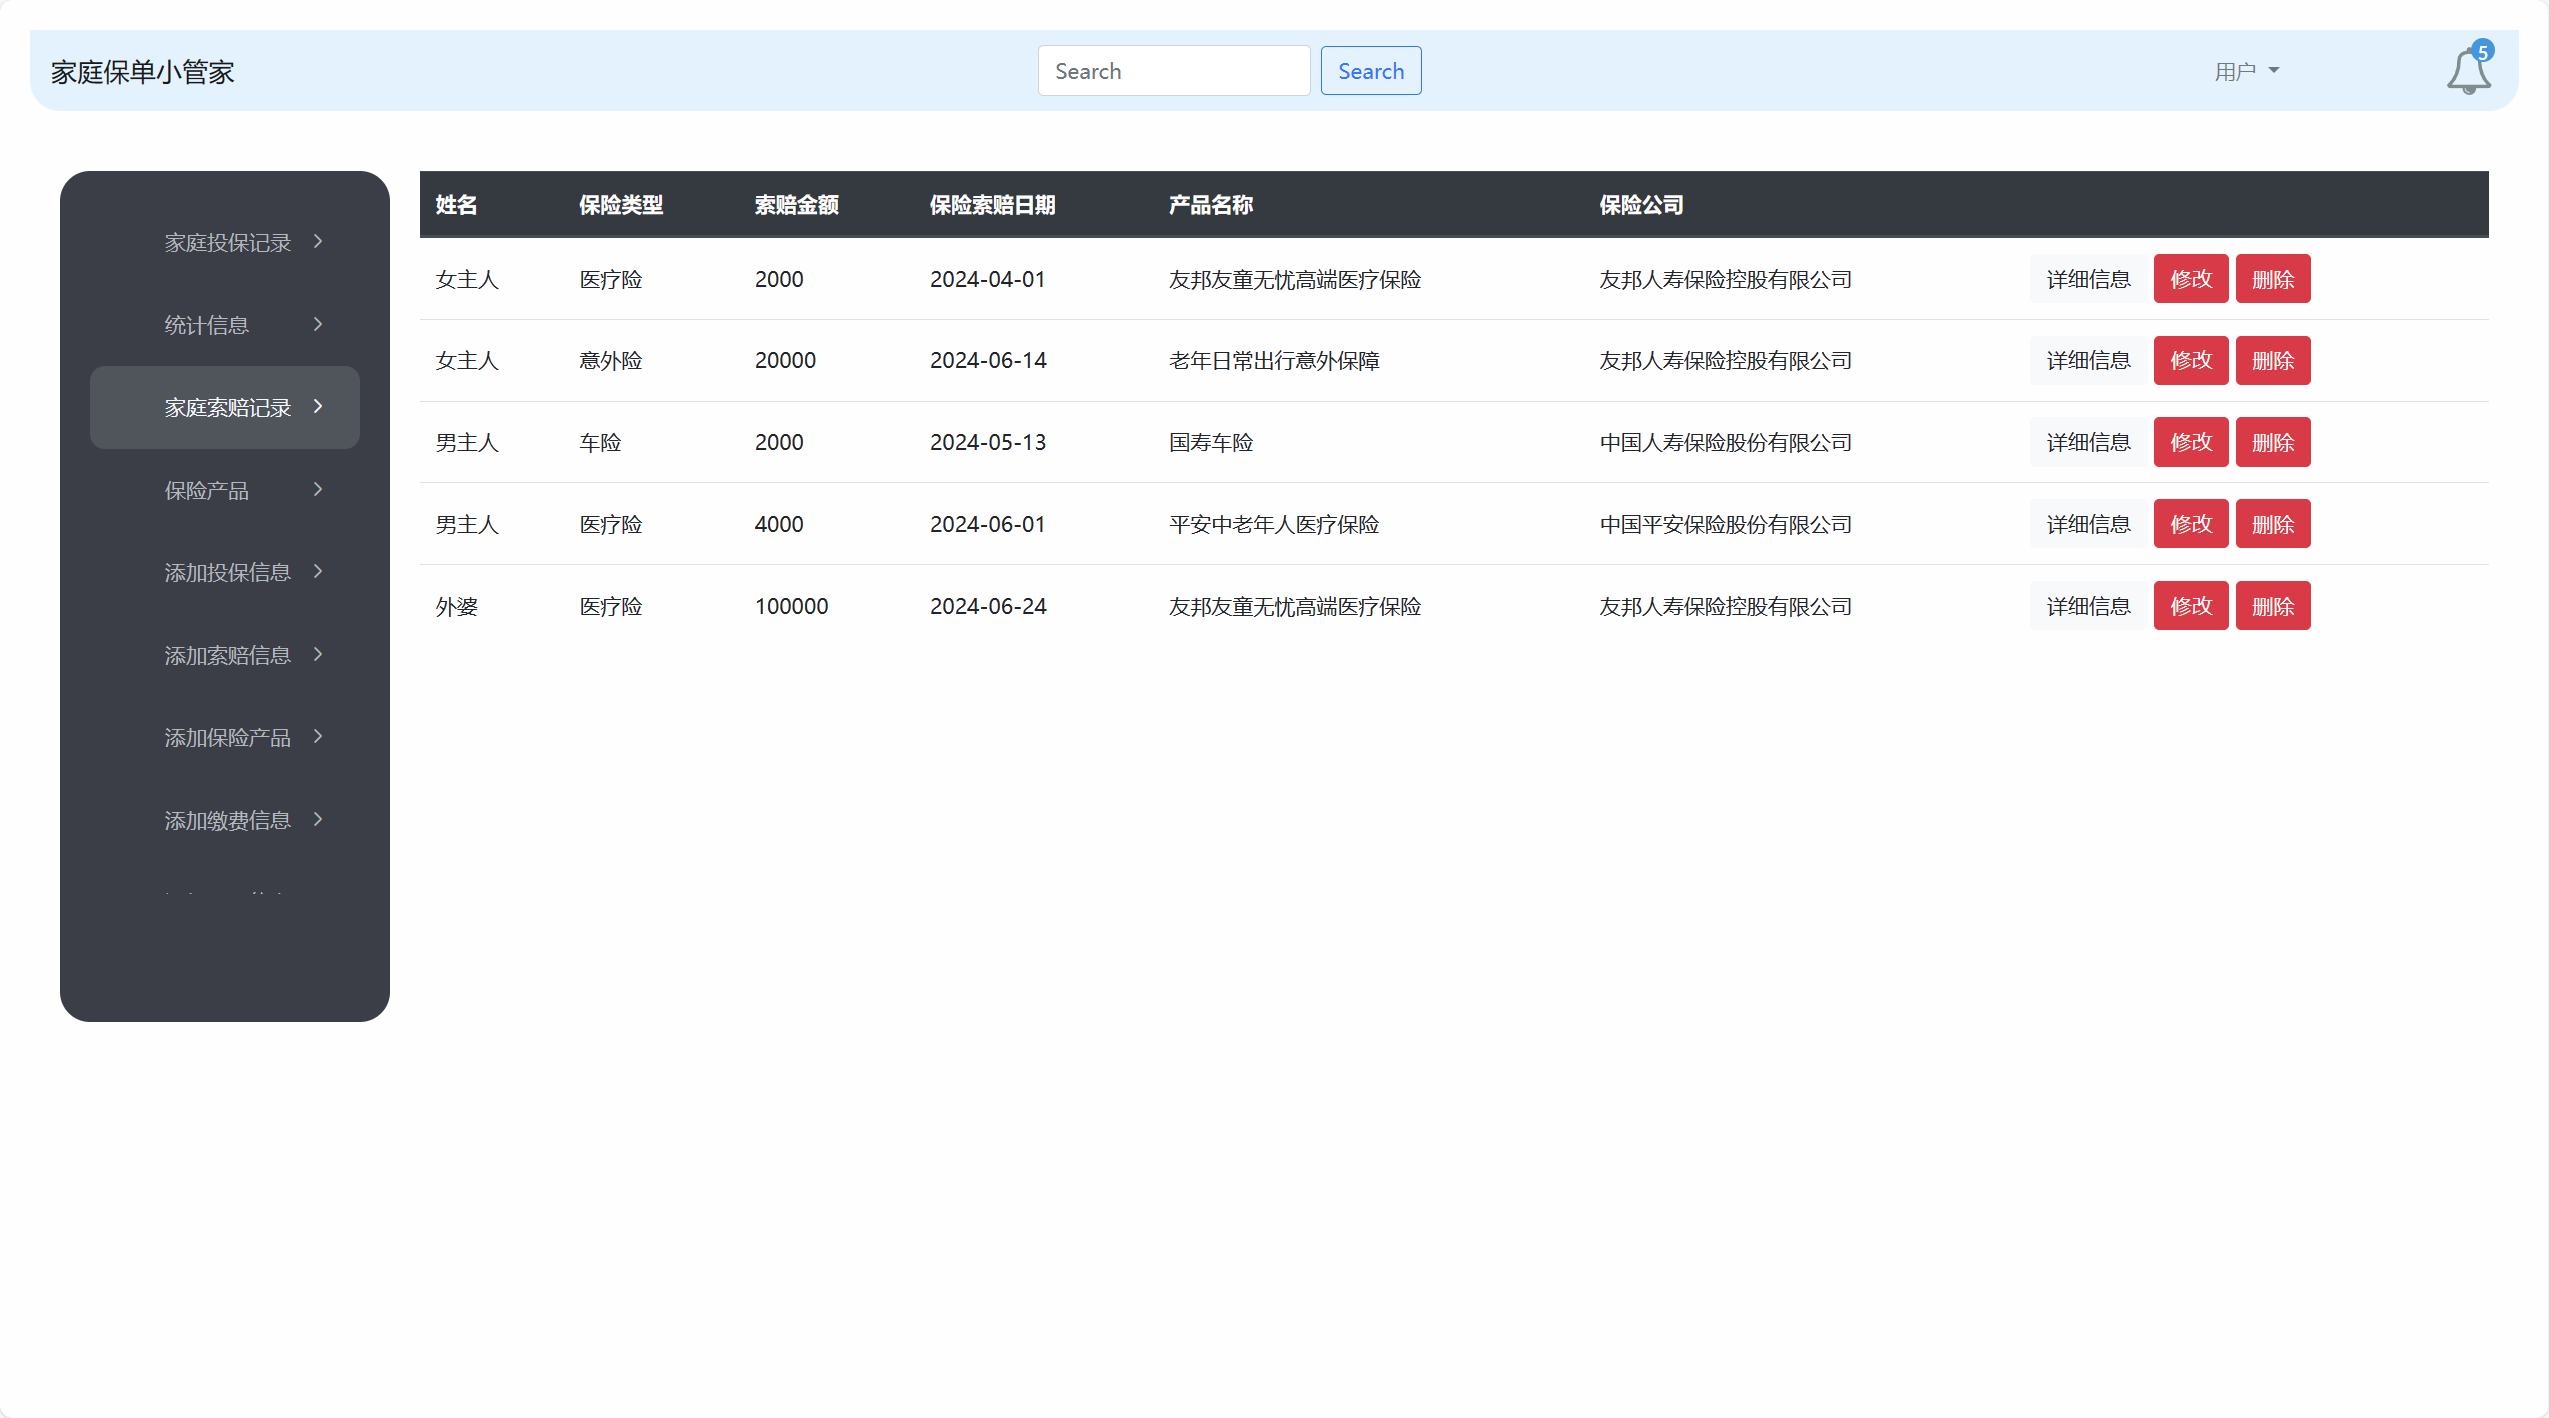 家庭保单小管家
Search Search
用户
5
家庭投保记录
统计信息
家庭索赔记录
保险产品
添加投保信息
添加索赔信息
添加保险产品
添加缴费信息
姓名 保险类型 索赔金额 保险索赔日期 产品名称 保险公司
女主人 医疗险 2000 2024-04-01 友邦友童无忧高端医疗保险 友邦人寿保险控股有限公司 详细信息 修改 删除
女主人 意外险 20000 2024-06-14 老年日常出行意外保障 友邦人寿保险控股有限公司 详细信息 修改 删除
男主人 车险 2000 2024-05-13 国寿车险 中国人寿保险股份有限公司 详细信息 修改 删除
男主人 医疗险 4000 2024-06-01 平安中老年人医疗保险 中国平安保险股份有限公司 详细信息 修改 删除
外婆 医疗险 100000 2024-06-24 友邦友童无忧高端医疗保险 友邦人寿保险控股有限公司 详细信息 修改 删除